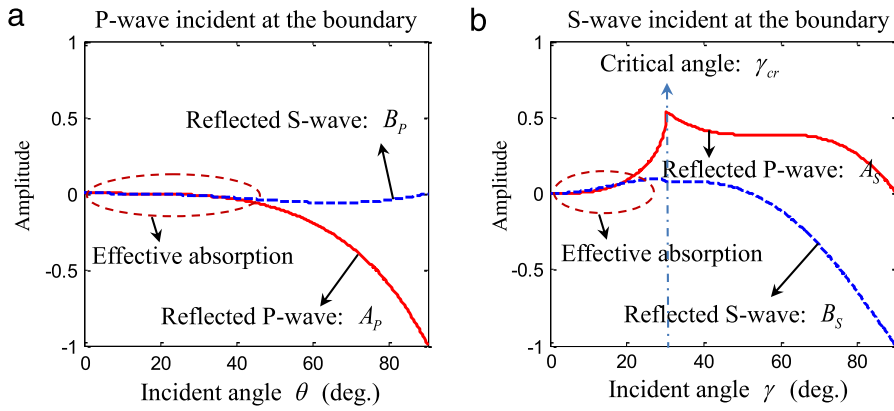 a
P-wave incident at the boundary
1
0.5
0
-0.5
-1
Amplitude
Reflected S-wave: B_P
Effective absorption
Reflected P-wave: A_P
0 20 40 60 80
Incident angle θ (deg.)
b
S-wave incident at the boundary
1
0.5
0
-0.5
-1
Amplitude
Critical angle: γ_cr
Reflected P-wave: A_S
Effective absorption
Reflected S-wave: B_S
0 20 40 60 80
Incident angle γ (deg.)